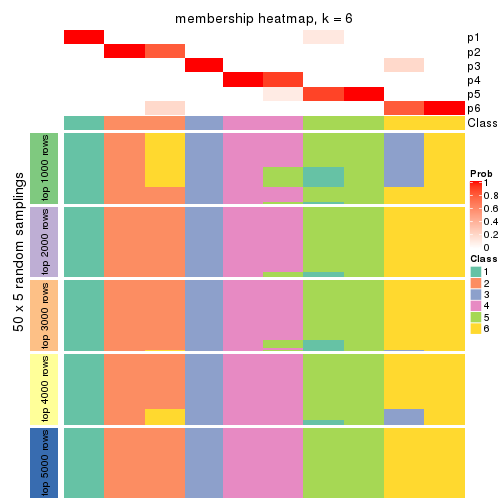 membership heatmap, k = 6
p1
p2
p3
p4
p5
p6
Class
50 x 5 random samplings
top 1000 rows
top 2000 rows
top 3000 rows
top 4000 rows
top 5000 rows
Prob
1
0.8
0.6
0.4
0.2
0
Class
1
2
3
4
5
6